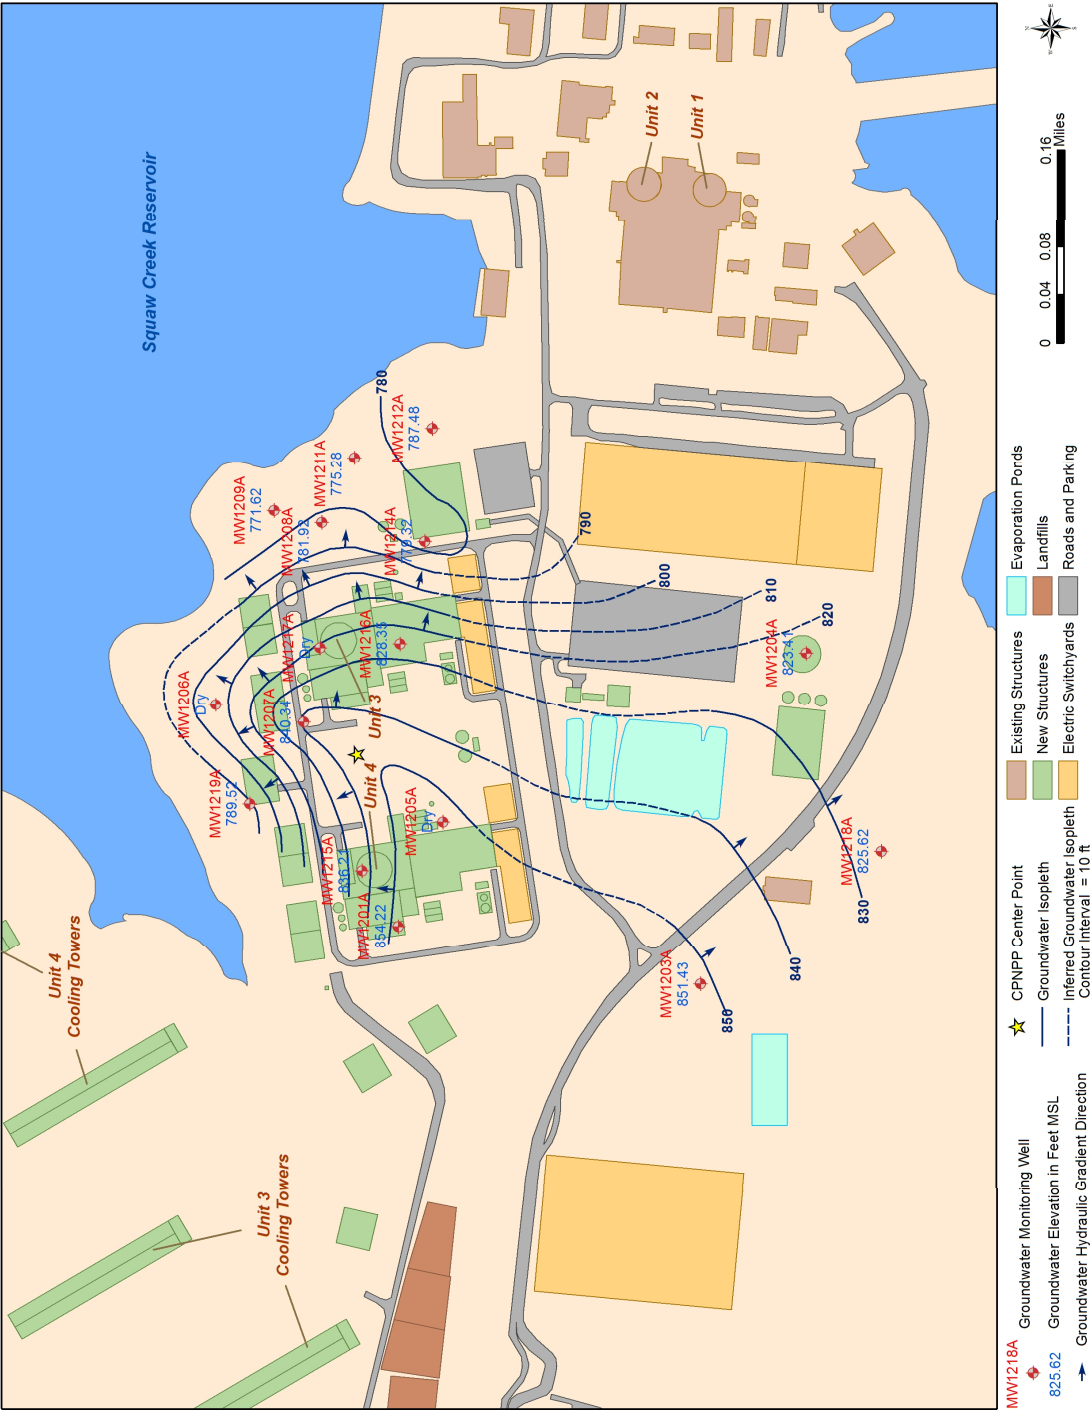 Squaw Creek Reservoir
Unit 2
Unit 1
780
MW1212A
787.48
MW1211A
775.28
MW1209A
771.62
MW1208A
781.92
MW1214A
779.32
790
800
810
820
MW1204A
823.41
MW1217A
Dry
MW1216A
828.35
MW1206A
Dry
MW1207A
840.34
Unit 3
MW1219A
789.52
Unit 4
MW1205A
Dry
MW1215A
836.21
MW1201A
854.22
MW1218A
825.62
830
840
MW1203A
851.43
850
Unit 4
Cooling Towers
Unit 3
Cooling Towers
0
0.04
0.08
0.16
Miles
MW1218A
Groundwater Monitoring Well
825.62
Groundwater Elevation in Feet MSL
Groundwater Hydraulic Gradient Direction
CPNPP Center Point
Groundwater Isopleth
Inferred Groundwater Isopleth
Contour Interval = 10 ft
Existing Structures
New Structures
Electric Switchyards
Evaporation Ponds
Landfills
Roads and Parking